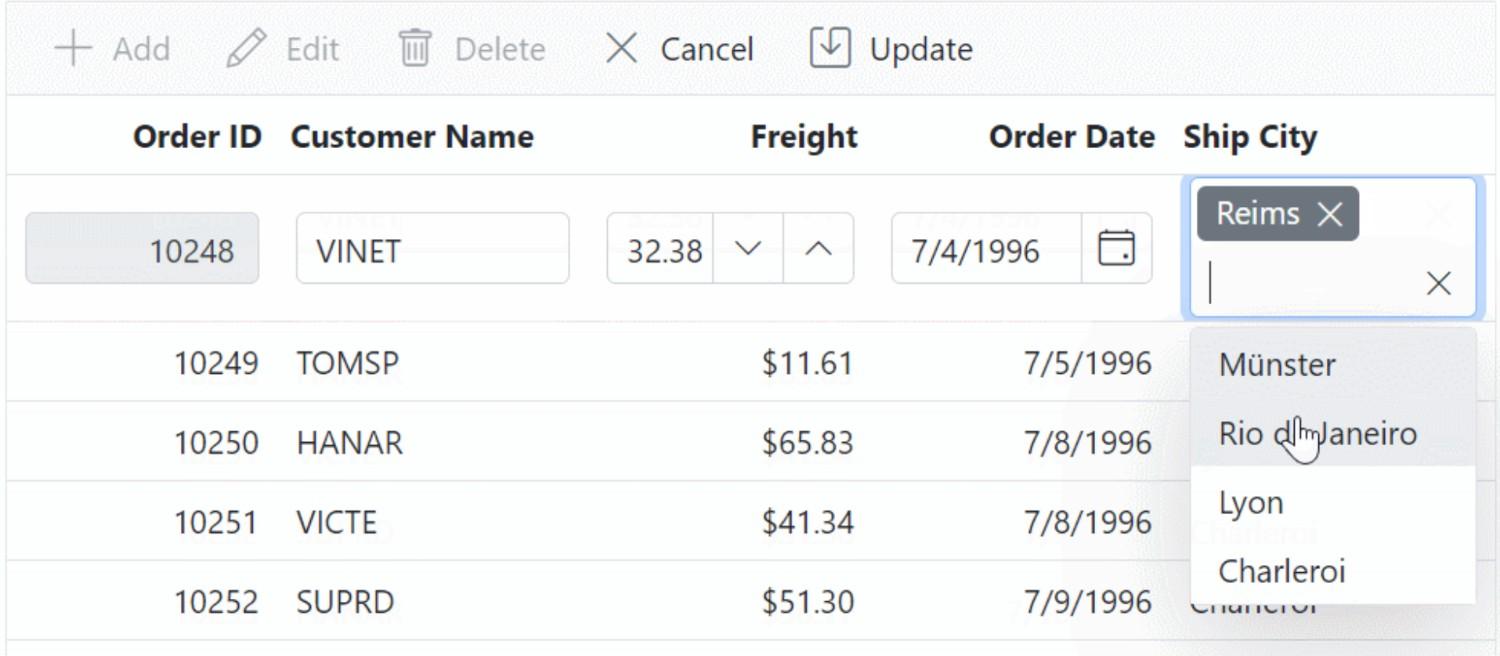 Add Edit Delete Cancel Update
Order ID Customer Name Freight Order Date Ship City
Reims
10248 VINET 32.38 7/4/1996
10249 TOMSP $11.61 7/5/1996 Münster
10250 HANAR $65.83 7/8/1996 Rio de Janeiro
10251 VICTE $41.34 7/8/1996 Lyon
Charleroi
10252 SUPRD $51.30 7/9/1996 Charleroi